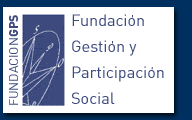 FUNDACIONGPS
Fundación
Gestión y
Participación
Social